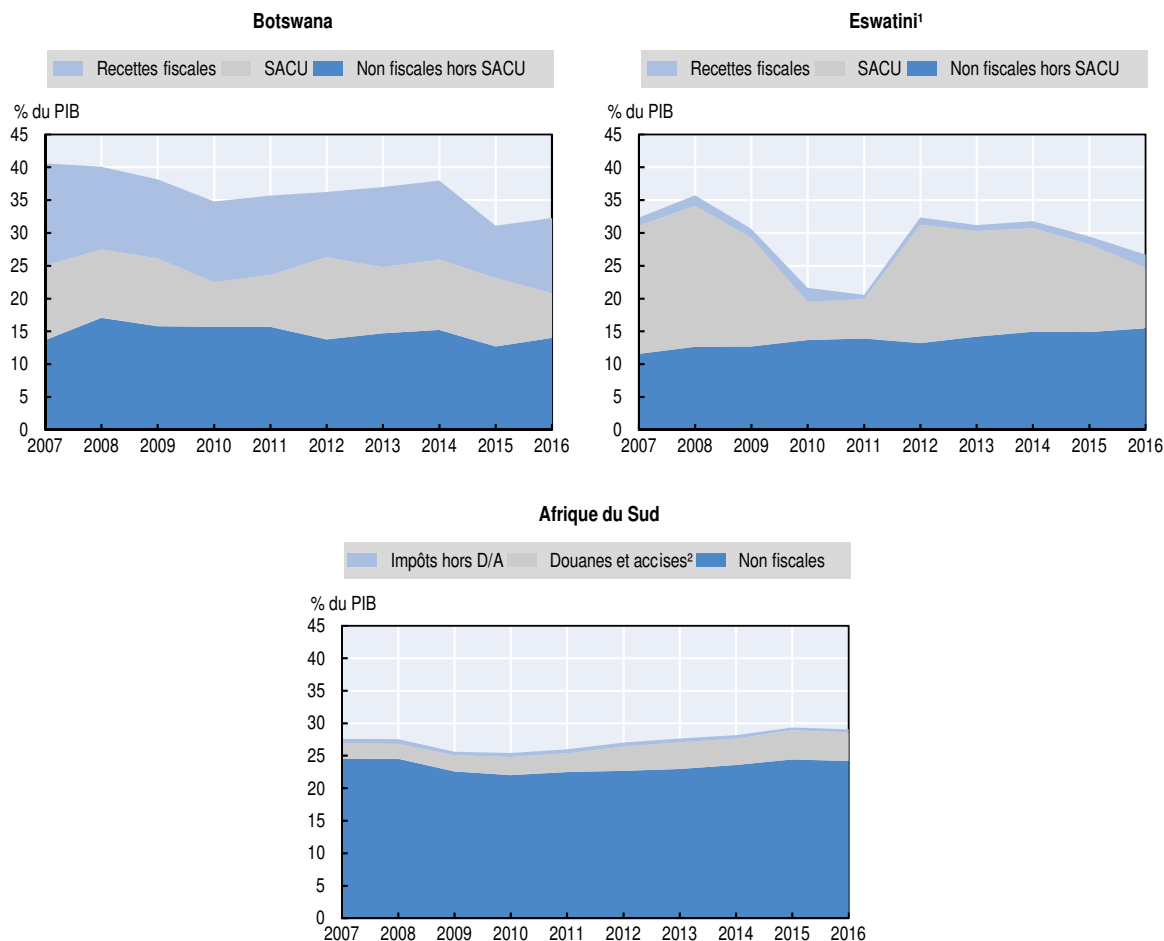 Botswana
Recettes fiscales SACU Non fiscales hors SACU
% du PIB
45
40
35
30
25
20
15
10
5
0
2007 2008 2009 2010 2011 2012 2013 2014 2015 2016
Eswatini¹
Recettes fiscales SACU Non fiscales hors SACU
% du PIB
45
40
35
30
25
20
15
10
5
0
2007 2008 2009 2010 2011 2012 2013 2014 2015 2016
Afrique du Sud
Impôts hors D/A Douanes et accises² Non fiscales
% du PIB
45
40
35
30
25
20
15
10
5
0
2007 2008 2009 2010 2011 2012 2013 2014 2015 2016